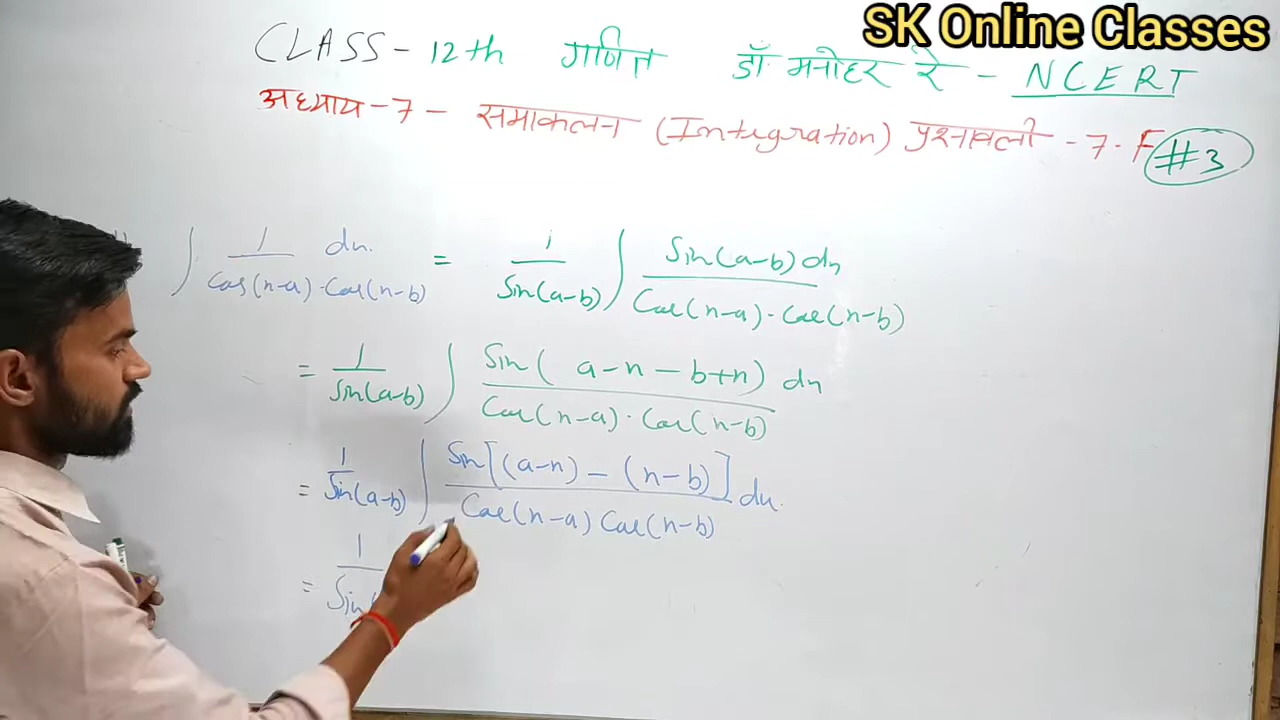 SK Online Classes
CLASS - 12th गणित डॉ मनोहर रे - NCERT
अध्याय - 7 - समाकलन (Integration) प्रश्नावली - 7. F #3
∫ 1/(Cos(x-a) · Cos(x-b)) dx. = 1/Sin(a-b) ∫ Sin(a-b) dx/(Cos(x-a) · Cos(x-b))
= 1/Sin(a-b) ∫ Sin( a-x - b+x)/(Cos(x-a) · Cos(x-b)) dx
= 1/Sin(a-b) ∫ Sin[(a-x) - (x-b)]/(Cos(x-a) Cos(x-b)) dx.
= 1/Sin